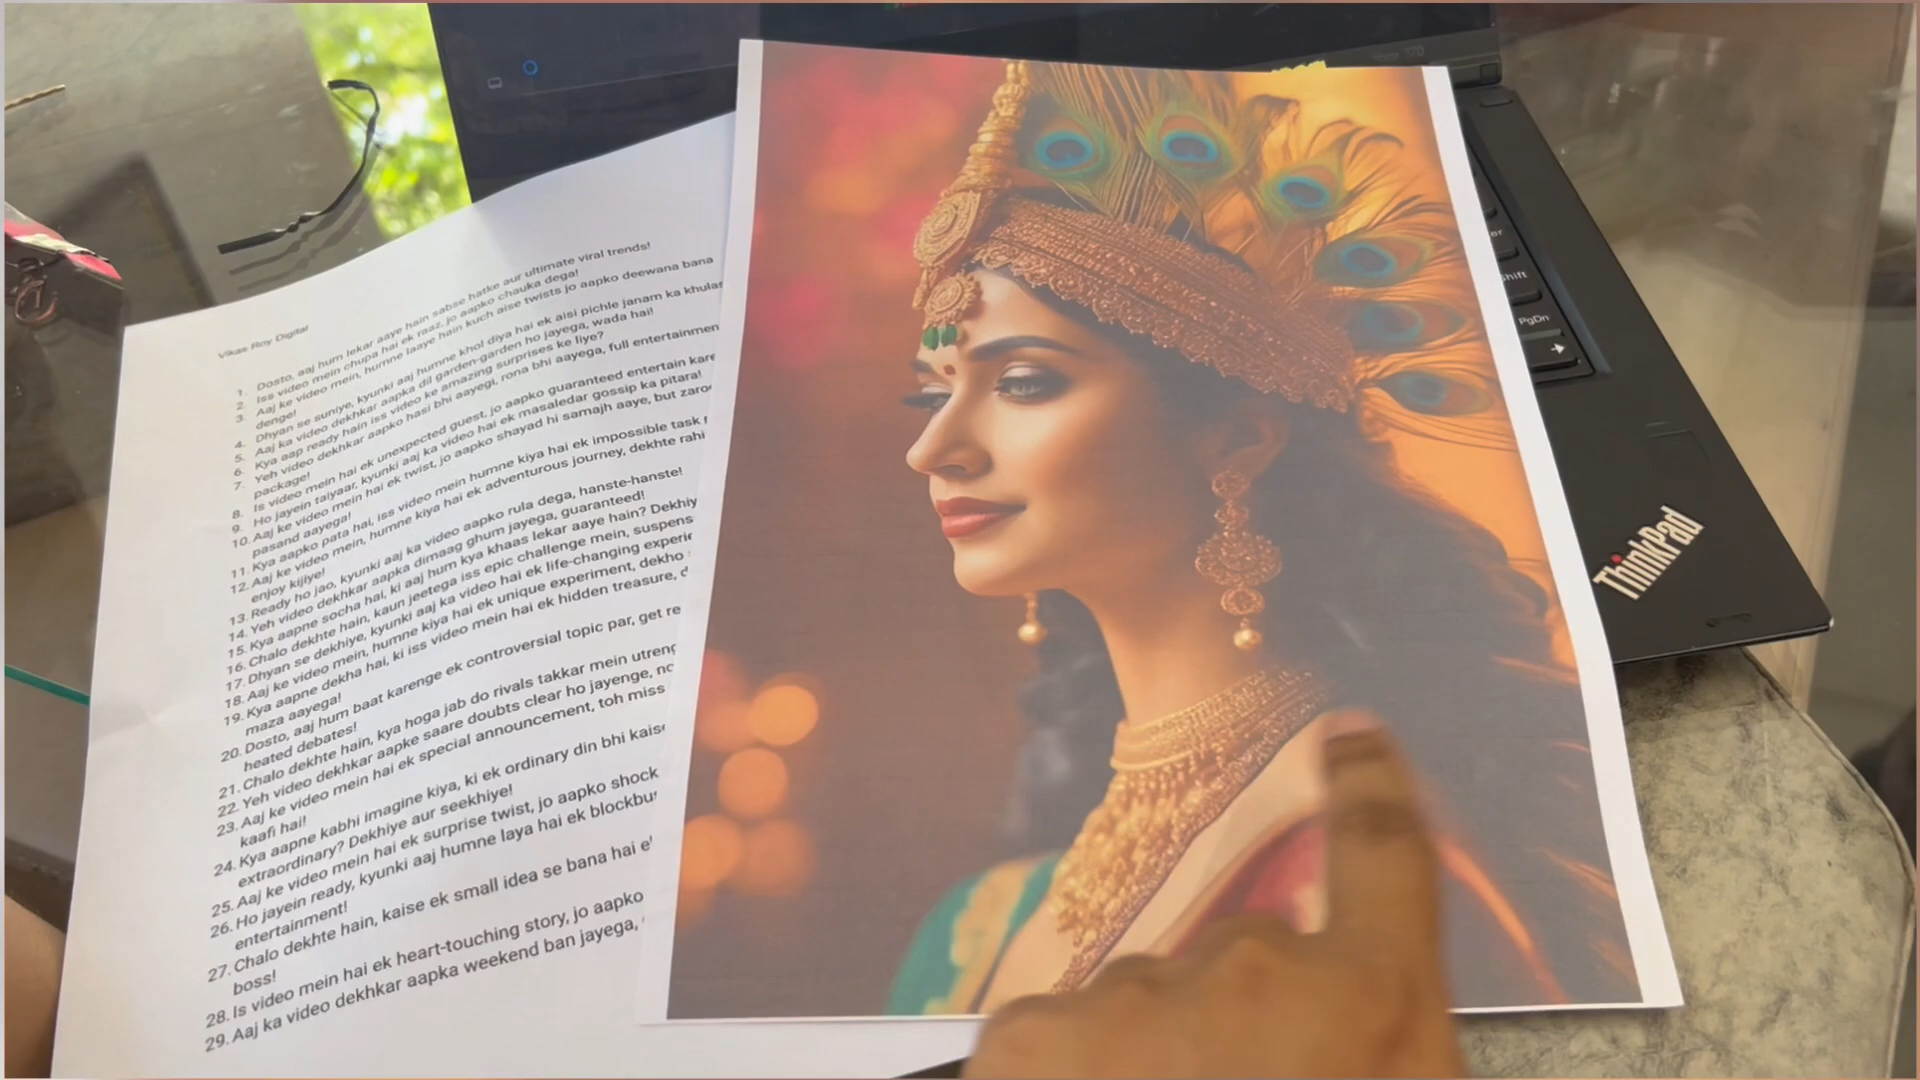 Vikas Roy Digital
1. Dosto, aaj hum lekar aaye hain sabse hatke aur ultimate viral trends!
2. Iss video mein chupa hai ek raaz, jo aapko chauka dega!
3. Aaj ke video mein, humne laaye hain kuch aise twists jo aapko deewana bana
denge!
4. Dhyan se suniye, kyunki aaj humne khol diya hai ek aisi pichle janam ka
5. Aaj ka video dekhkar aapka dil garden-garden ho jayega, wada hai!
6. Kya aap ready hain iss video ke amazing surprises ke liye?
7. Yeh video dekhkar aapko hasi bhi aayegi, rona bhi aayega, full
package!
8. Is video mein hai ek unexpected guest, jo aapko guaranteed entertain
9. Ho jayein taiyaar, kyunki aaj ka video hai ek masaledar gossip ka pitara!
10. Aaj ke video mein hai ek twist, jo aapko shayad hi samajh aaye, but
pasand aayega!
11. Kya aapko pata hai, iss video mein humne kiya hai ek impossible task
12. Aaj ke video mein, humne kiya hai ek adventurous journey, dekhte
enjoy kijiye!
13. Ready ho jao, kyunki aaj ka video aapko rula dega, hanste-hanste!
14. Yeh video dekhkar aapka dimaag ghum jayega, guaranteed!
15. Kya aapne socha hai, ki aaj hum kya khaas lekar aaye hain?
16. Chalo dekhte hain, kaun jeetega iss epic challenge mein,
17. Dhyan se dekhiye, kyunki aaj ka video hai ek life-changing
18. Aaj ke video mein, humne kiya hai ek unique experiment, dekho
19. Kya aapne dekha hai, ki iss video mein hai ek hidden treasure,
maza aayega!
20. Dosto, aaj hum baat karenge ek controversial topic par, get
heated debates!
21. Chalo dekhte hain, kya hoga jab do rivals takkar mein
22. Yeh video dekhkar aapke saare doubts clear ho jayenge,
23. Aaj ke video mein hai ek special announcement, toh miss
kaafi hai!
24. Kya aapne kabhi imagine kiya, ki ek ordinary din bhi
extraordinary? Dekhiye aur seekhiye!
25. Aaj ke video mein hai ek surprise twist, jo aapko shock
26. Ho jayein ready, kyunki aaj humne laya hai ek
entertainment!
27. Chalo dekhte hain, kaise ek small idea se bana hai
boss!
28. Is video mein hai ek heart-touching story, jo aapko
29. Aaj ka video dekhkar aapka weekend ban jayega,
Shift
PgDn
ThinkPad